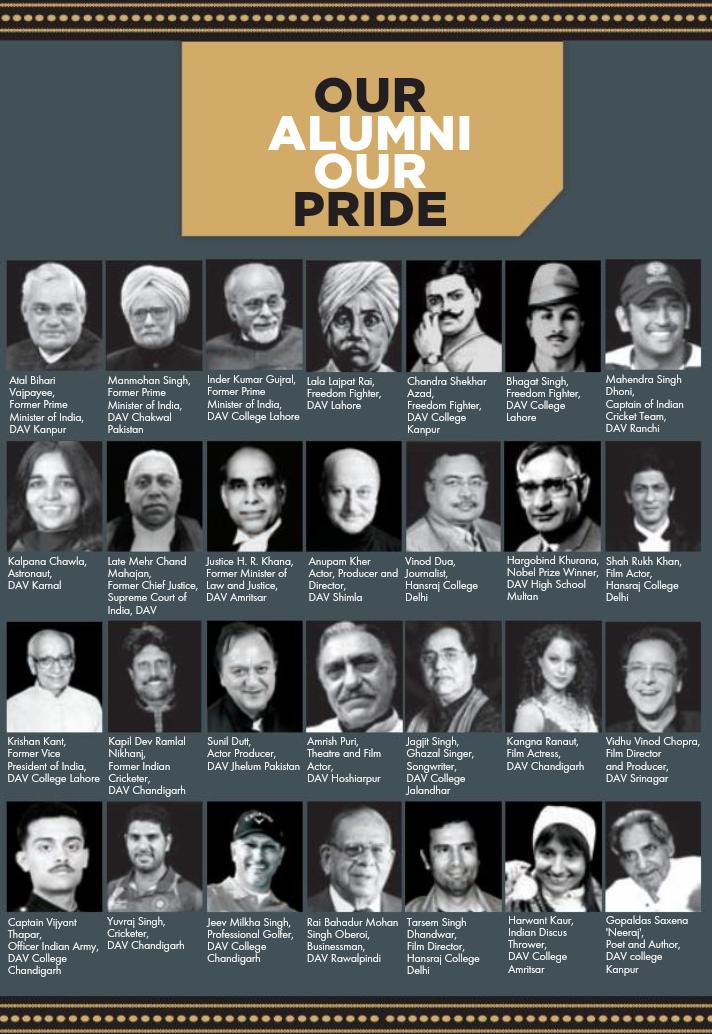 OUR
ALUMNI
OUR
PRIDE
Atal Bihari
Vajpayee,
Former Prime
Minister of India,
DAV Kanpur
Manmohan Singh,
Former Prime
Minister of India,
DAV Chakwal
Pakistan
Inder Kumar Gujral,
Former Prime
Minister of India,
DAV College Lahore
Lala Lajpat Rai,
Freedom Fighter,
DAV Lahore
Chandra Shekhar
Azad,
Freedom Fighter,
DAV College
Kanpur
Bhagat Singh,
Freedom Fighter,
DAV College
Lahore
Mahendra Singh
Dhoni,
Captain of Indian
Cricket Team,
DAV Ranchi
Kalpana Chawla,
Astronaut,
DAV Karnal
Late Mehr Chand
Mahajan,
Former Chief Justice,
Supreme Court of
India, DAV
Justice H. R. Khana,
Former Minister of
Law and Justice,
DAV Amritsar
Anupam Kher
Actor, Producer and
Director,
DAV Shimla
Vinod Dua,
Journalist,
Hansraj College
Delhi
Hargobind Khurana,
Nobel Prize Winner,
DAV High School
Multan
Shah Rukh Khan,
Film Actor,
Hansraj College
Delhi
Krishan Kant,
Former Vice
President of India,
DAV College Lahore
Kapil Dev Ramlal
Nikhanj,
Former Indian
Cricketer,
DAV Chandigarh
Sunil Dutt,
Actor Producer,
DAV Jhelum Pakistan
Amrish Puri,
Theatre and Film
Actor,
DAV Hoshiarpur
Jagjit Singh,
Ghazal Singer,
Songwriter,
DAV College
Jalandhar
Kangna Ranaut,
Film Actress,
DAV Chandigarh
Vidhu Vinod Chopra,
Film Director
and Producer,
DAV Srinagar
Captain Vijyant
Thapar,
Officer Indian Army,
DAV College
Chandigarh
Yuvraj Singh,
Cricketer,
DAV Chandigarh
Jeev Milkha Singh,
Professional Golfer,
DAV College
Chandigarh
Rai Bahadur Mohan
Singh Oberoi,
Businessman,
DAV Rawalpindi
Tarsem Singh
Dhandwar,
Film Director,
Hansraj College
Delhi
Harwant Kaur,
Indian Discus
Thrower,
DAV College
Amritsar
Gopaldas Saxena
'Neeraj',
Poet and Author,
DAV college
Kanpur